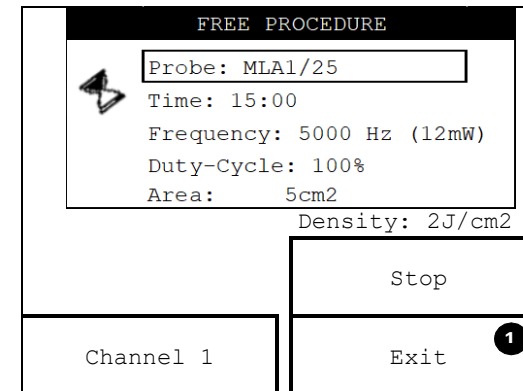 FREE PROCEDURE
Probe: MLA1/25
Time: 15:00
Frequency: 5000 Hz (12mW)
Duty-Cycle: 100%
Area: 5cm2
Density: 2J/cm2
Stop
Channel 1
Exit
1